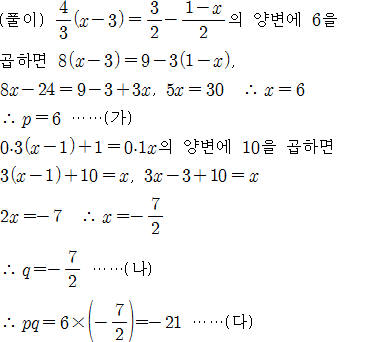 (풀이) 4/3(x-3)=3/2-(1-x)/2의 양변에 6을
곱하면 8(x-3)=9-3(1-x),
8x-24=9-3+3x, 5x=30 ∴ x=6
∴ p=6 ……(가)
0.3(x-1)+1=0.1x의 양변에 10을 곱하면
3(x-1)+10=x, 3x-3+10=x
2x=-7 ∴ x=-7/2
∴ q=-7/2 ……(나)
∴ pq=6×(-7/2)=-21 ……(다)